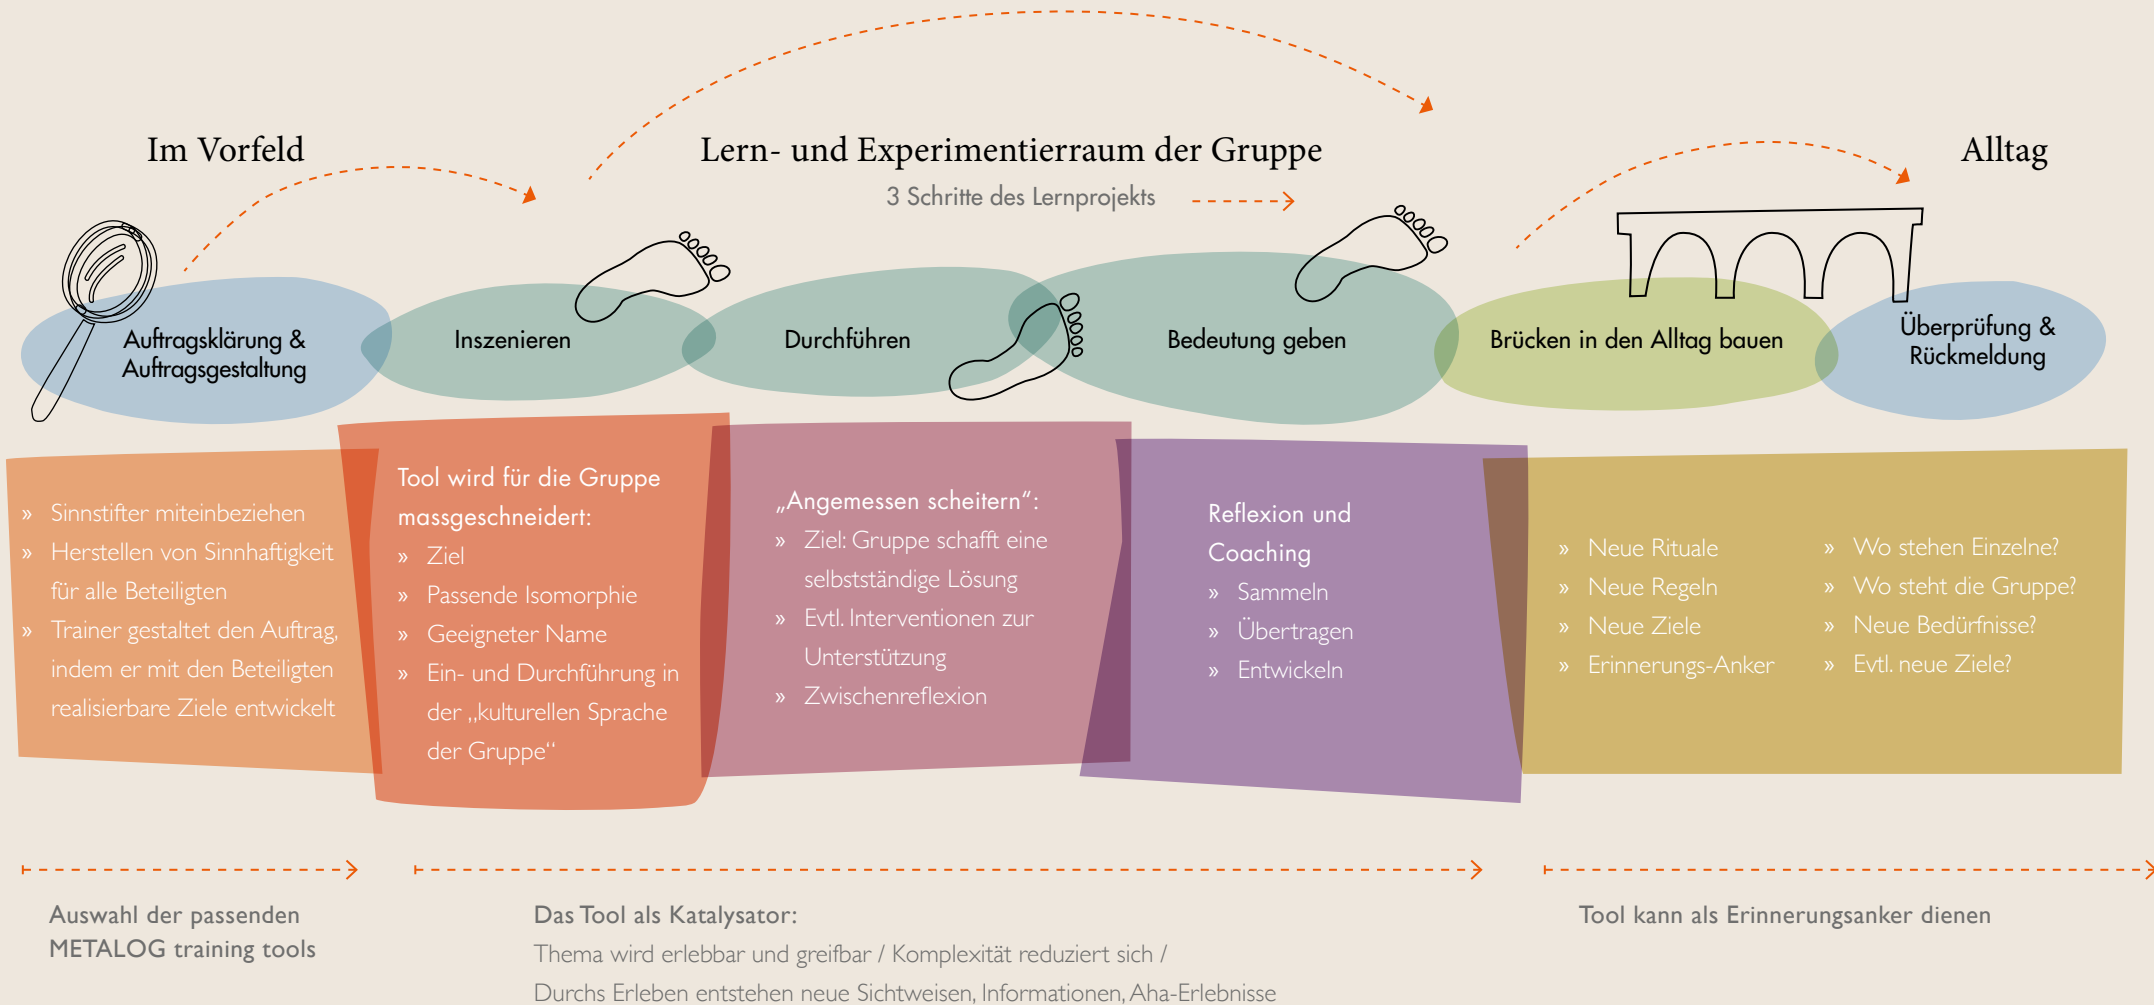 Im Vorfeld
Lern- und Experimentierraum der Gruppe
Alltag
3 Schritte des Lernprojekts
Auftragsklärung &
Auftragsgestaltung
Inszenieren
Durchführen
Bedeutung geben
Brücken in den Alltag bauen
Überprüfung &
Rückmeldung
» Sinnstifter miteinbeziehen
» Herstellen von Sinnhaftigkeit
für alle Beteiligten
» Trainer gestaltet den Auftrag,
indem er mit den Beteiligten
realisierbare Ziele entwickelt
Tool wird für die Gruppe
massgeschneidert:
» Ziel
» Passende Isomorphie
» Geeigneter Name
» Ein- und Durchführung in
der „kulturellen Sprache
der Gruppe“
„Angemessen scheitern“:
» Ziel: Gruppe schafft eine
selbstständige Lösung
» Evtl. Interventionen zur
Unterstützung
» Zwischenreflexion
Reflexion und
Coaching
» Sammeln
» Übertragen
» Entwickeln
» Neue Rituale
» Neue Regeln
» Neue Ziele
» Erinnerungs-Anker
» Wo stehen Einzelne?
» Wo steht die Gruppe?
» Neue Bedürfnisse?
» Evtl. neue Ziele?
Auswahl der passenden
METALOG training tools
Das Tool als Katalysator:
Thema wird erlebbar und greifbar / Komplexität reduziert sich /
Durchs Erleben entstehen neue Sichtweisen, Informationen, Aha-Erlebnisse
Tool kann als Erinnerungsanker dienen